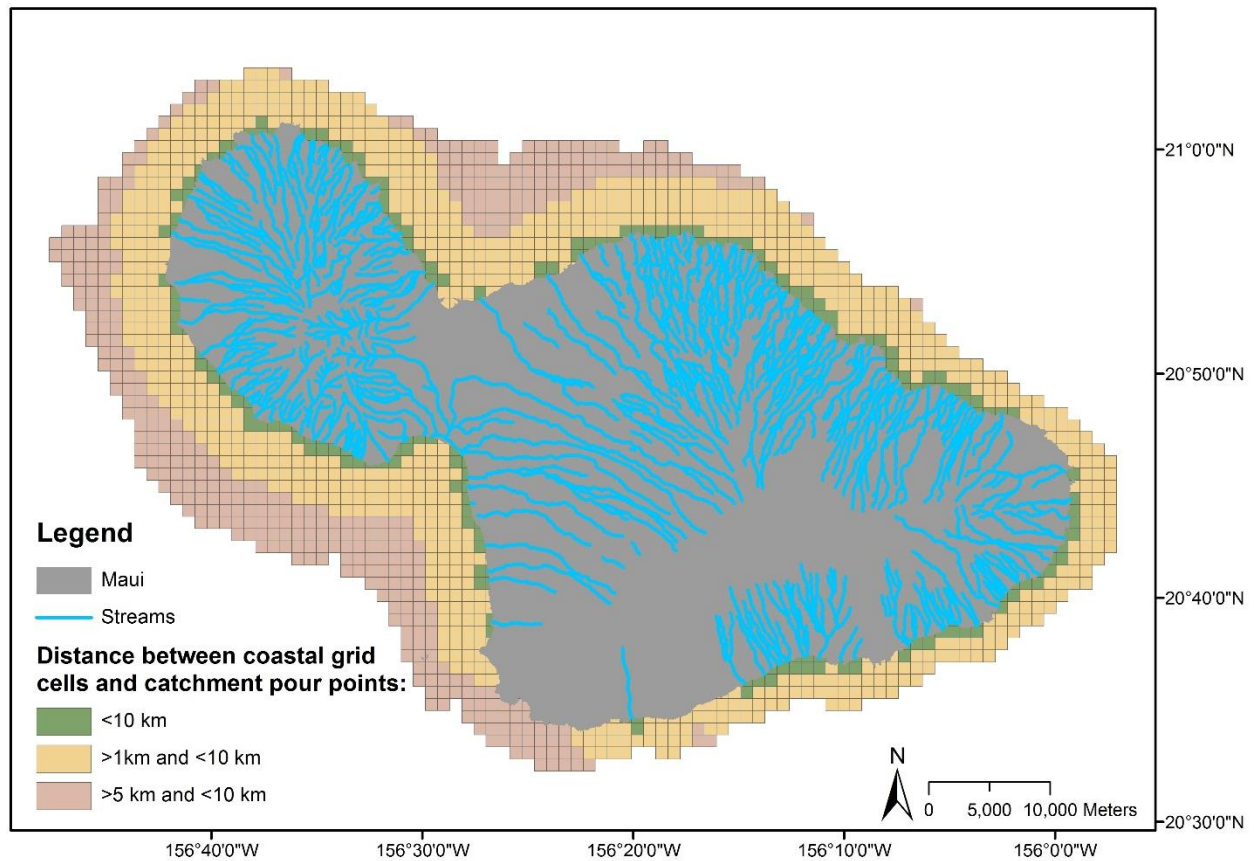 21°0'0"N
20°50'0"N
20°40'0"N
20°30'0"N
Legend
Maui
Streams
Distance between coastal grid
cells and catchment pour points:
<10 km
>1km and <10 km
>5 km and <10 km
N
0 5,000 10,000 Meters
156°40'0"W 156°30'0"W 156°20'0"W 156°10'0"W 156°0'0"W